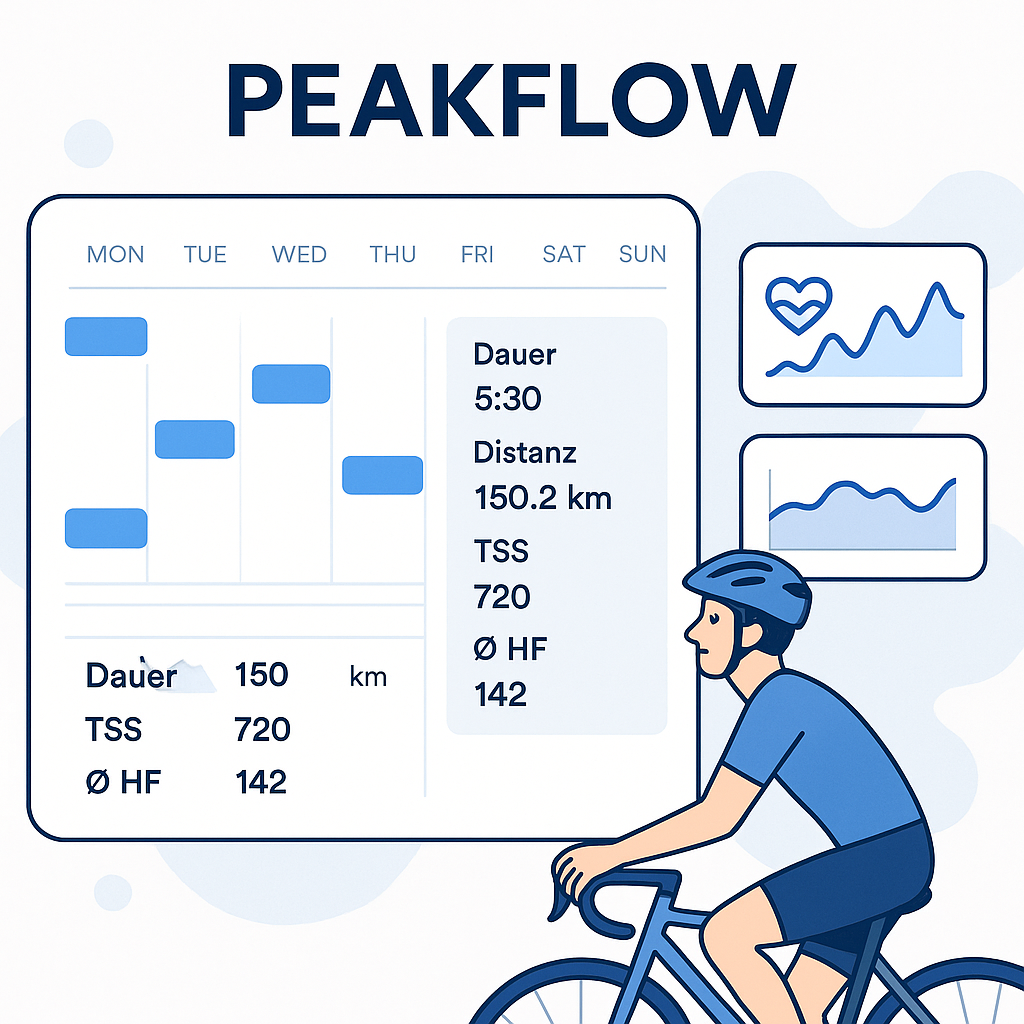 PEAKFLOW
MON TUE WED THU FRI SAT SUN
Dauer
5:30
Distanz
150.2 km
TSS
720
Ø HF
142
Dauer 150 km
TSS 720
Ø HF 142